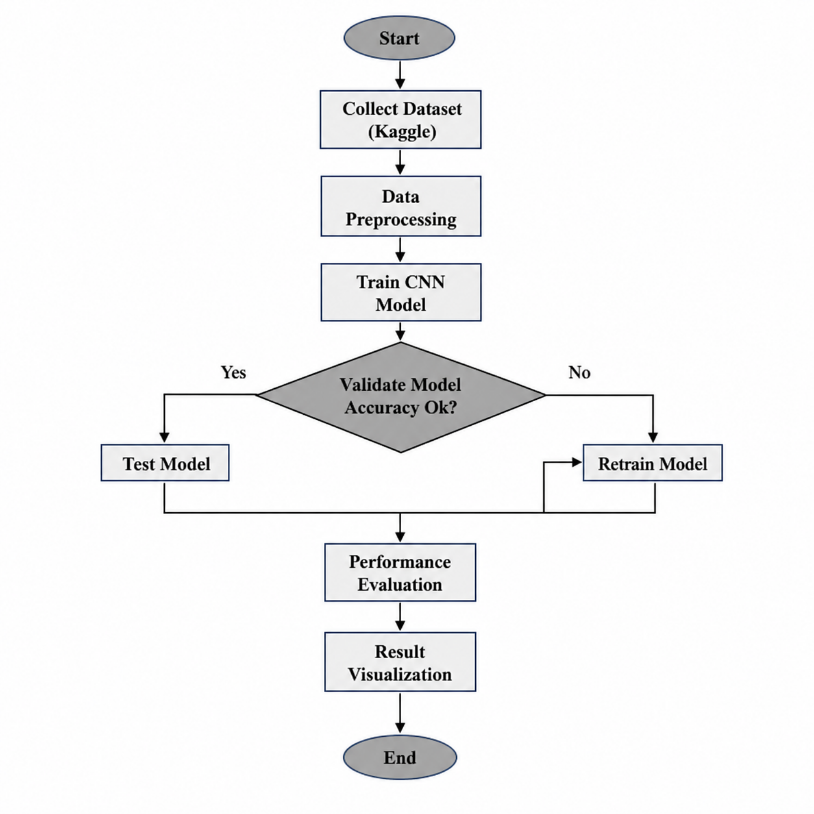 Start
Collect Dataset
(Kaggle)
Data
Preprocessing
Train CNN
Model
Yes
No
Validate Model
Accuracy Ok?
Test Model
Retrain Model
Performance
Evaluation
Result
Visualization
End